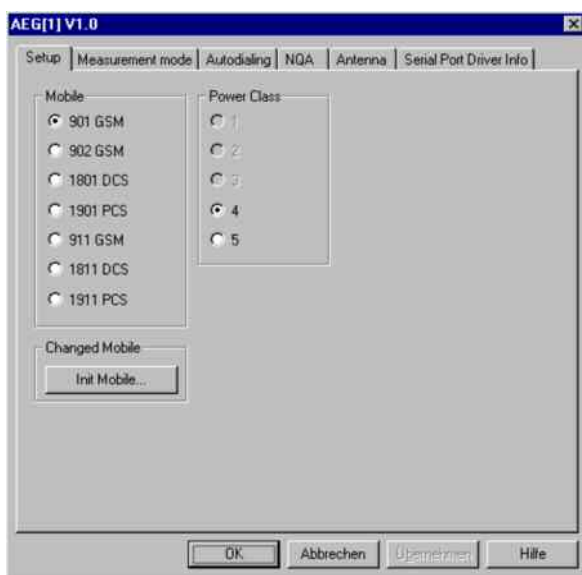 AEG[1] V1.0
Setup Measurement mode Autodialing NQA Antenna Serial Port Driver Info
Mobile
901 GSM
902 GSM
1801 DCS
1901 PCS
911 GSM
1811 DCS
1911 PCS
Power Class
1
2
3
4
5
Changed Mobile
Init Mobile...
OK Abbrechen Übernehmen Hilfe